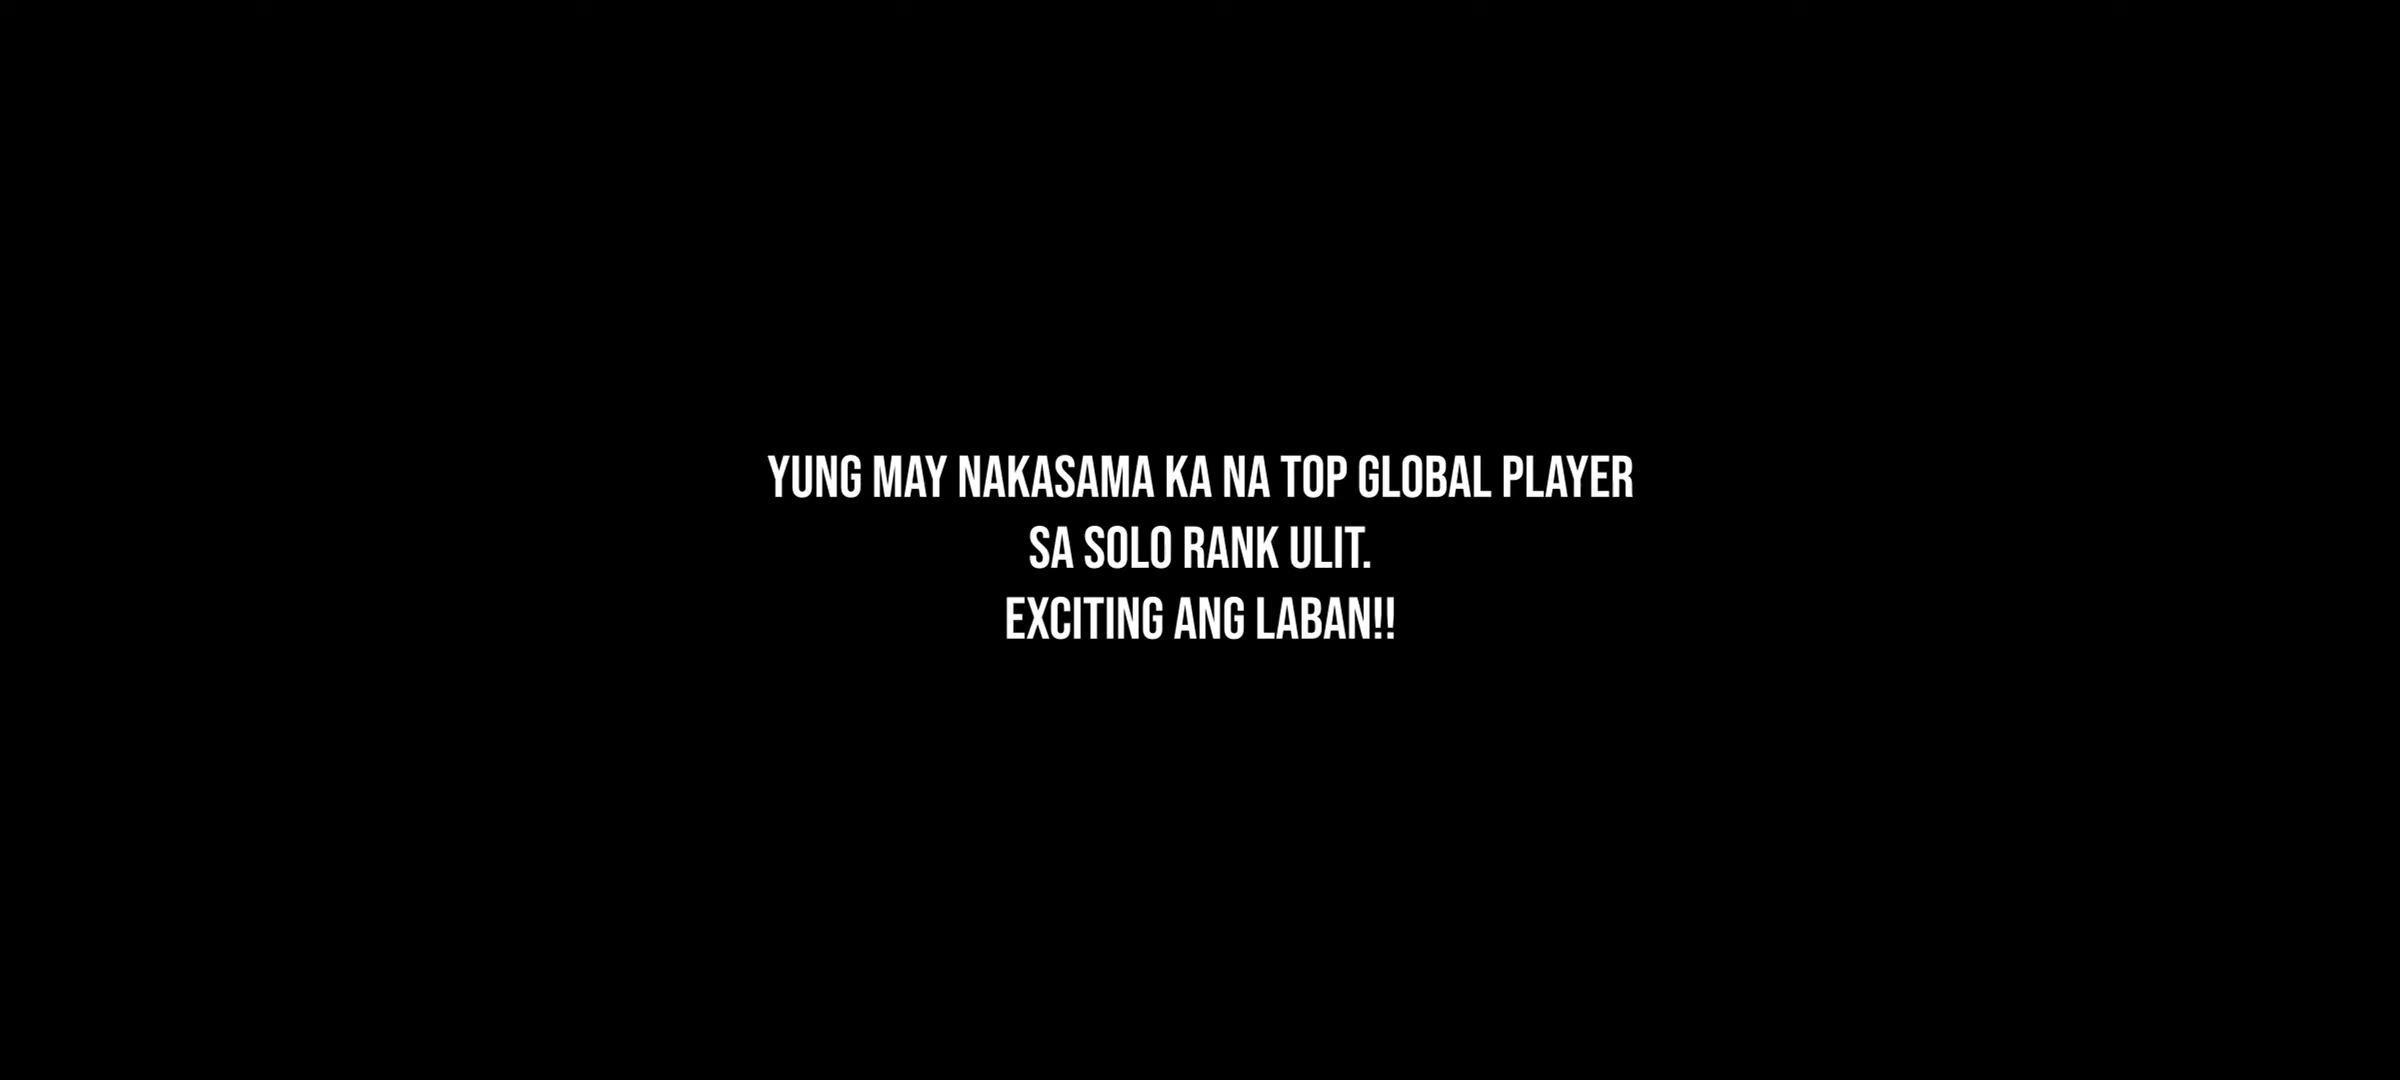 YUNG MAY NAKASAMA KA NA TOP GLOBAL PLAYER
SA SOLO RANK ULIT.
EXCITING ANG LABAN!!